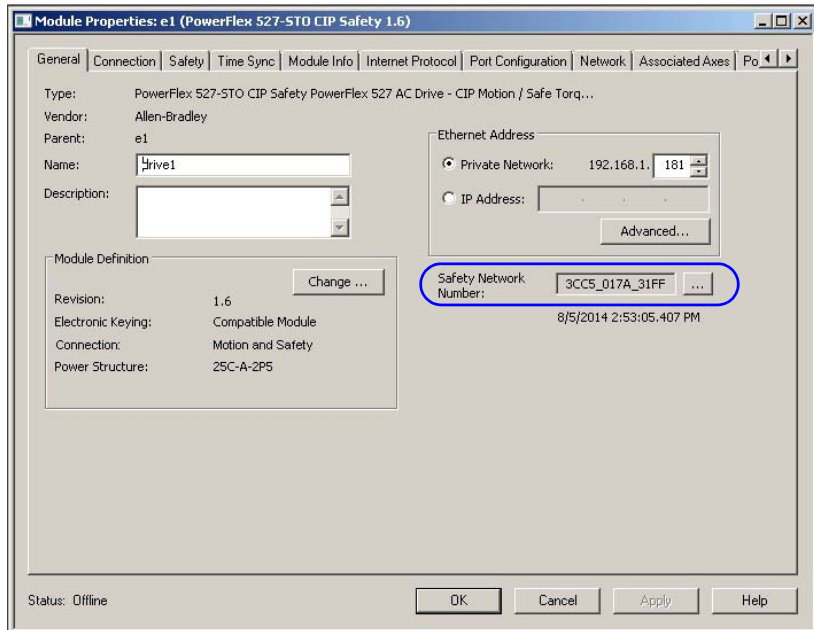 Module Properties: e1 (PowerFlex 527-STO CIP Safety 1.6)
General Connection Safety Time Sync Module Info Internet Protocol Port Configuration Network Associated Axes Po
Type: PowerFlex 527-STO CIP Safety PowerFlex 527 AC Drive - CIP Motion / Safe Torq...
Vendor: Allen-Bradley
Parent: e1
Name: drive1
Description:
Ethernet Address
Private Network: 192.168.1. 181
IP Address: . . .
Advanced...
Module Definition
Change ...
Revision: 1.6
Electronic Keying: Compatible Module
Connection: Motion and Safety
Power Structure: 25C-A-2P5
Safety Network
Number: 3CC5_017A_31FF ...
8/5/2014 2:53:05.407 PM
Status: Offline
OK Cancel Apply Help